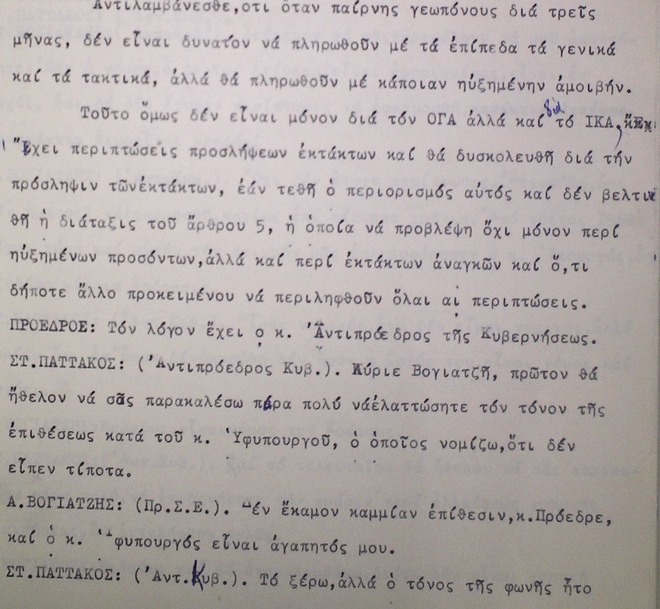 Ἀντιλαμβάνεσθε,ὅτι ὅταν παίρνης γεωπόνους διά τρεῖς
μῆνας, δέν εἶναι δυνατόν νά πληρωθοῦν μέ τά ἐπίπεδα τά γενικά
καί τά τακτικά, ἀλλά θά πληρωθοῦν μέ κάποιαν ηὐξημένην ἀμοιβήν.
Τοῦτο ὅμως δέν εἶναι μόνον διά τόν ΟΓΑ ἀλλά καί διά τό ΙΚΑ,
Ἔχει περιπτώσεις προσλήψεων ἐκτάκτων καί θά δυσκολευθῆ διά τήν
πρόσληψιν τῶνἐκτάκτων, ἐάν τεθῆ ὁ περιορισμός αὐτός καί δέν βελτιω
θῆ ἡ διάταξις τοῦ ἄρθρου 5, ἡ ὁποία νά προβλέψη ὄχι μόνον περί
ηὐξημένων προσόντων,ἀλλά καί περί ἐκτάκτων ἀναγκῶν καί ὅ,τι
δήποτε ἄλλο προκειμένου νά περιληφθοῦν ὅλαι αἱ περιπτώσεις.
ΠΡΟΕΔΡΟΣ: Τόν λόγον ἔχει ὁ κ. Ἀντιπρόεδρος τῆς Κυβερνήσεως.
ΣΤ.ΠΑΤΤΑΚΟΣ: (Ἀντιπρόεδρος Κυβ.). Κύριε Βογιατζῆ, πρῶτον θά
ἤθελον νά σᾶς παρακαλέσω πάρα πολύ νάἐλαττώσητε τόν τόνον τῆς
ἐπιθέσεως κατά τοῦ κ. Ὑφυπουργοῦ, ὁ ὁποῖος νομίζω,ὅτι δέν
εἶπεν τίποτα.
Α.ΒΟΓΙΑΤΖΗΣ: (Πρ.Σ.Ε.). Δέν ἔκαμον καμμίαν ἐπίθεσιν,κ.Πρόεδρε,
καί ὁ κ. Ὑφυπουργός εἶναι ἀγαπητός μου.
ΣΤ.ΠΑΤΤΑΚΟΣ: (Ἀντ.Κυβ.). Τό ξέρω,ἀλλά ὁ τόνος τῆς φωνῆς ἦτο